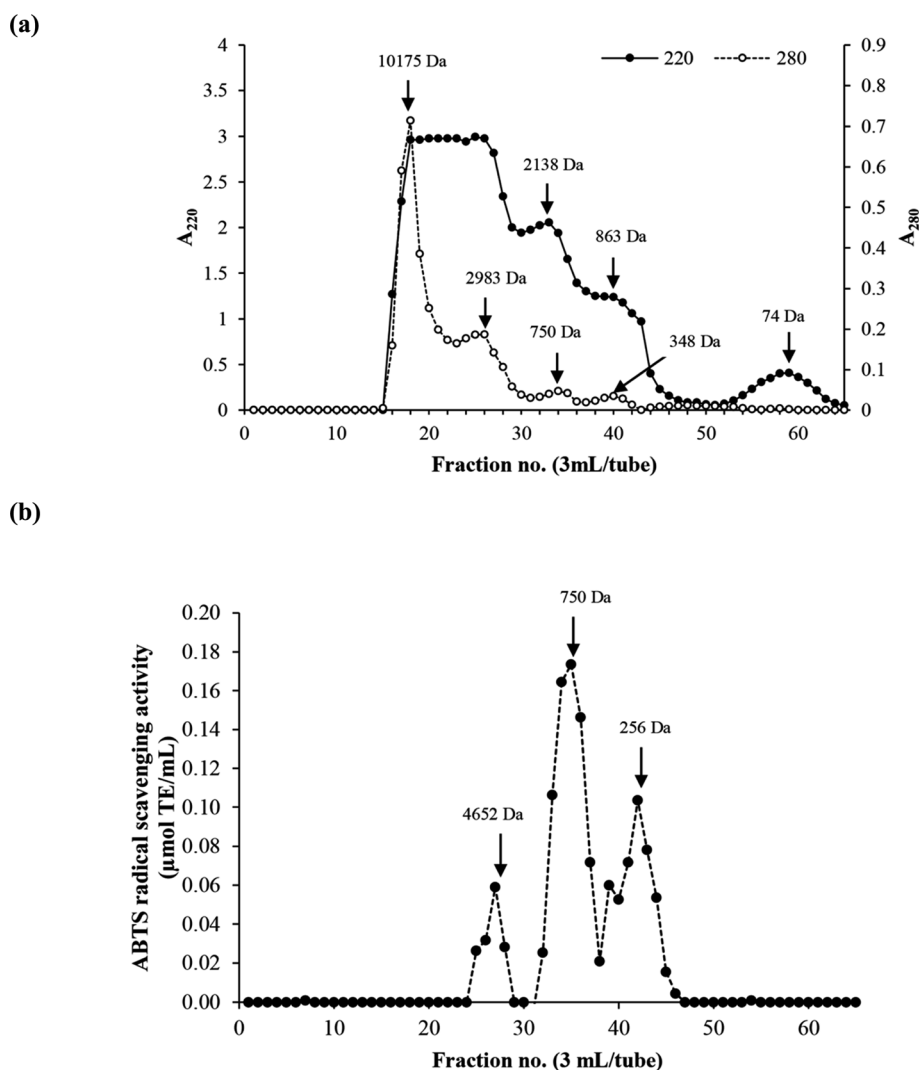 (a)
10175 Da
220
280
4
3.5
3
2.5
2
1.5
1
0.5
0
0.9
0.8
0.7
0.6
0.5
0.4
0.3
0.2
0.1
0
A220
A280
2138 Da
863 Da
2983 Da
750 Da
348 Da
74 Da
0 10 20 30 40 50 60
Fraction no. (3mL/tube)
(b)
ABTS radical scavenging activity
(µmol TE/mL)
0.20
0.18
0.16
0.14
0.12
0.10
0.08
0.06
0.04
0.02
0.00
750 Da
256 Da
4652 Da
0 10 20 30 40 50 60
Fraction no. (3 mL/tube)